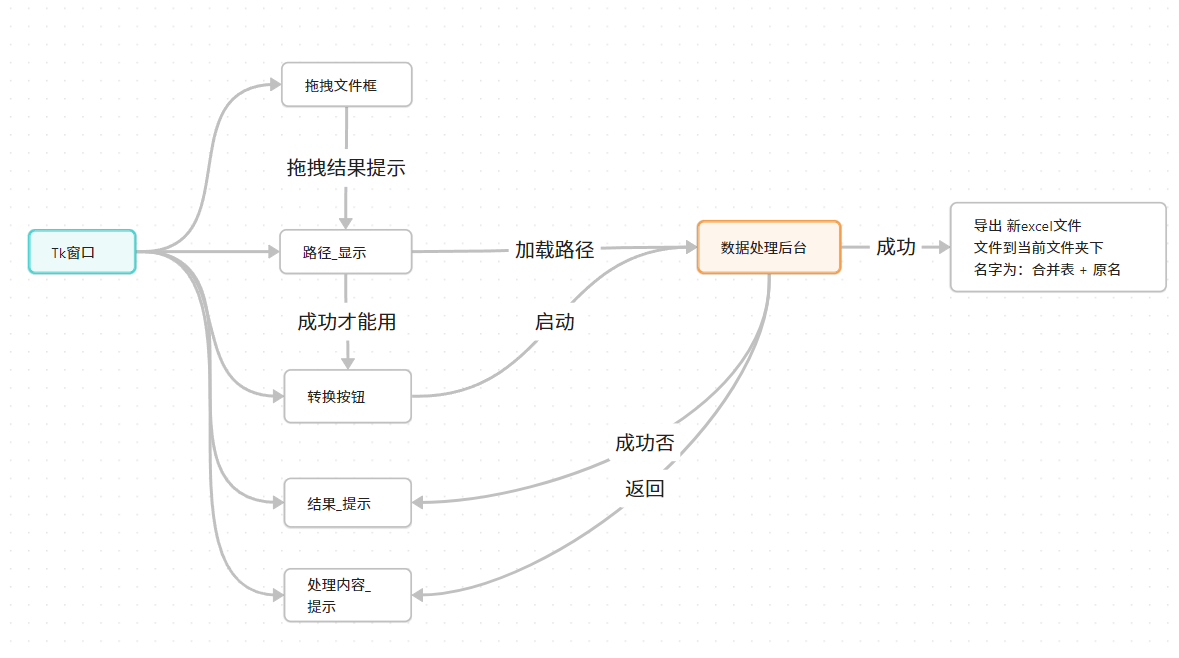 拖拽文件框
拖拽结果提示
Tk窗口
路径_显示
加载路径
数据处理后台
成功
导出 新excel文件
文件到当前文件夹下
名字为：合并表 + 原名
成功才能用
启动
转换按钮
成功否
返回
结果_提示
处理内容_
提示